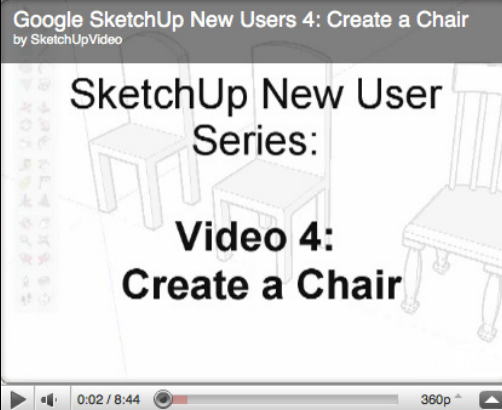 Google SketchUp New Users 4: Create a Chair
by SketchUpVideo
SketchUp New User
Series:
Video 4:
Create a Chair
0:02 / 8:44
360p